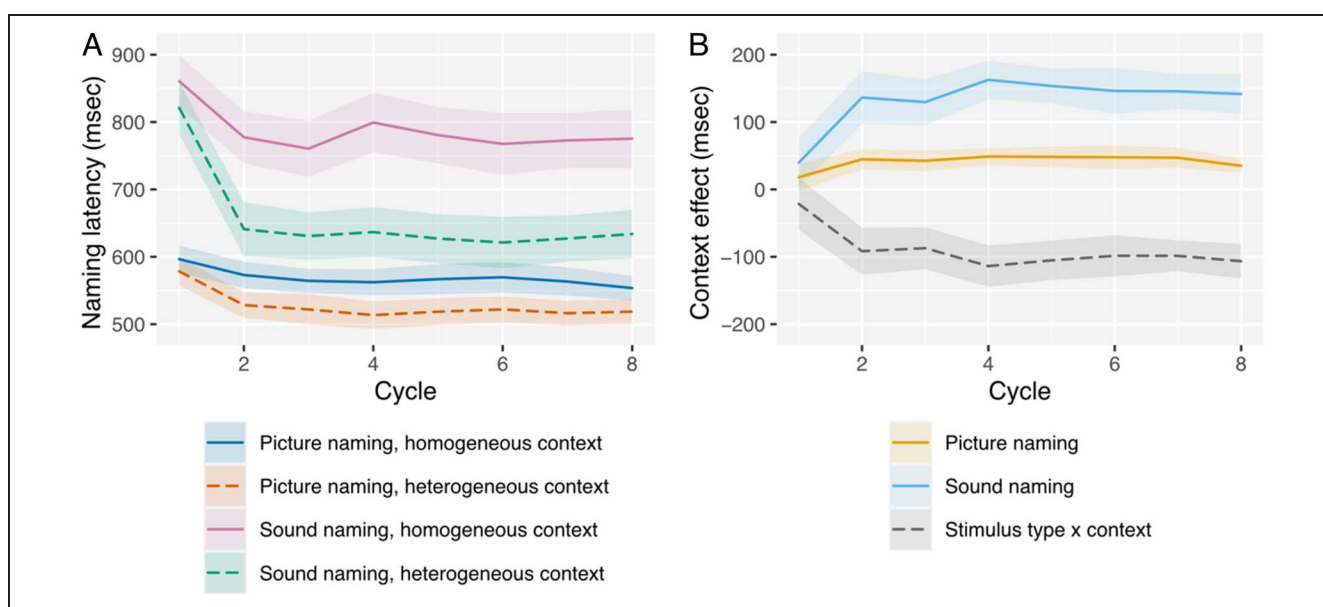 A
Naming latency (msec)
900
800
700
600
500
2 4 6 8
Cycle
Picture naming, homogeneous context
Picture naming, heterogeneous context
Sound naming, homogeneous context
Sound naming, heterogeneous context
B
Context effect (msec)
200
100
0
−100
−200
2 4 6 8
Cycle
Picture naming
Sound naming
Stimulus type x context